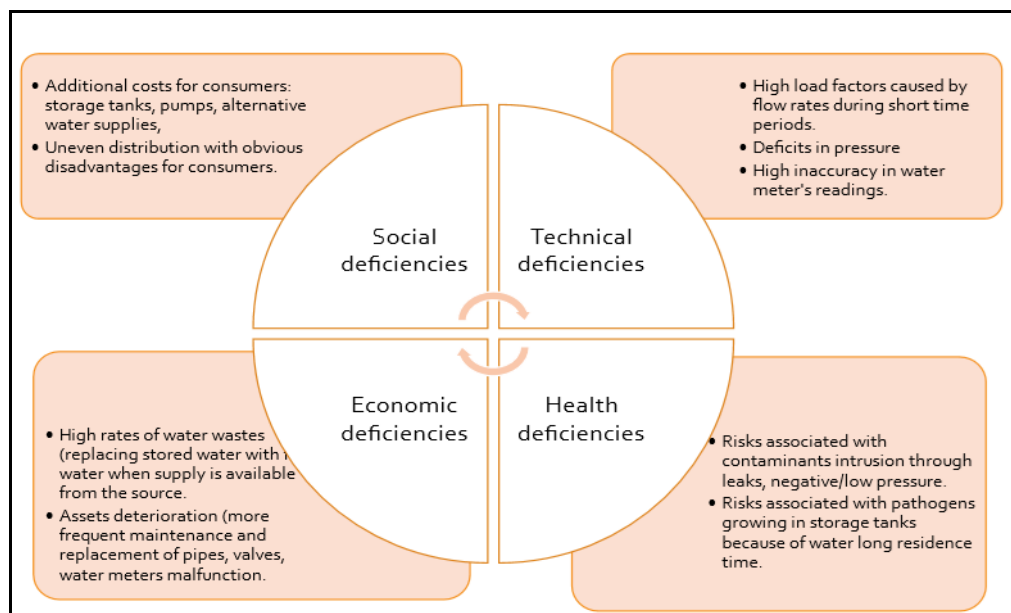 • Additional costs for consumers:
storage tanks, pumps, alternative
water supplies,
• Uneven distribution with obvious
disadvantages for consumers.
• High load factors caused by
flow rates during short time
periods.
• Deficits in pressure
• High inaccuracy in water
meter's readings.
Social
deficiencies
Technical
deficiencies
Economic
deficiencies
Health
deficiencies
• High rates of water wastes
(replacing stored water with
water when supply is available
from the source.
• Assets deterioration (more
frequent maintenance and
replacement of pipes, valves,
water meters malfunction.
• Risks associated with
contaminants intrusion through
leaks, negative/low pressure.
• Risks associated with pathogens
growing in storage tanks
because of water long residence
time.